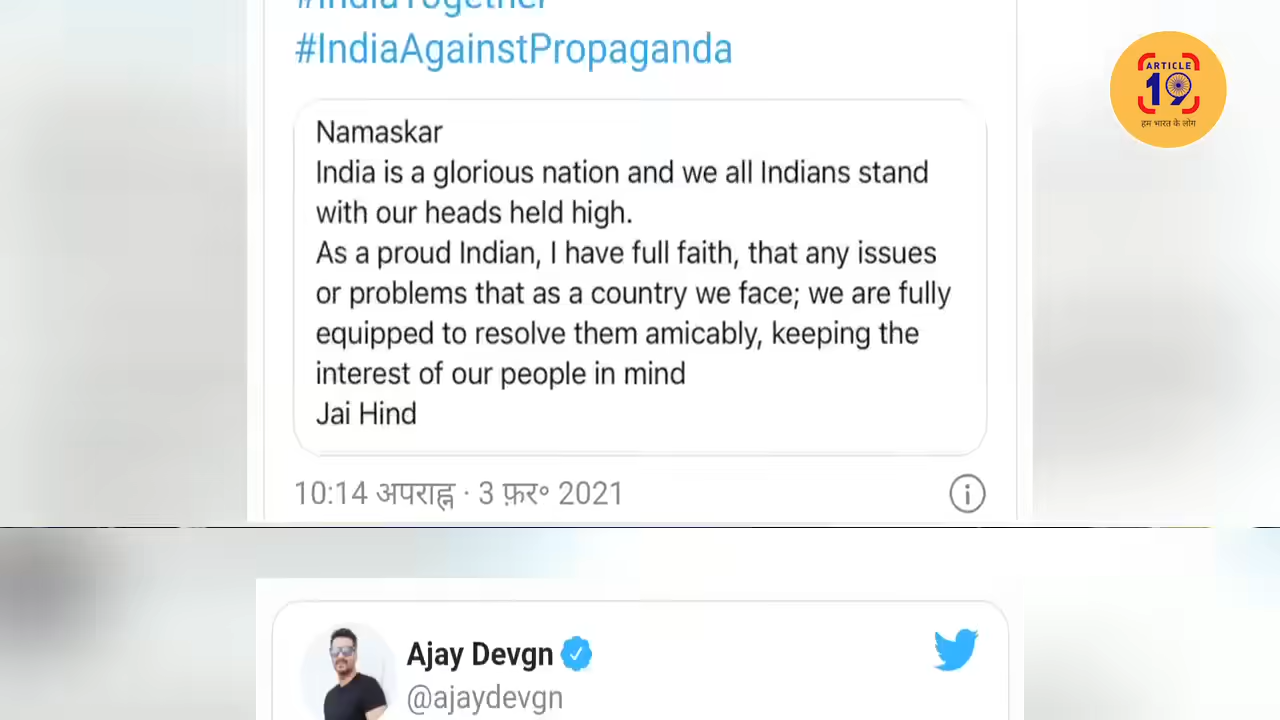 #IndiaTogether
#IndiaAgainstPropaganda
ARTICLE
19
हम भारत के लोग
Namaskar
India is a glorious nation and we all Indians stand
with our heads held high.
As a proud Indian, I have full faith, that any issues
or problems that as a country we face; we are fully
equipped to resolve them amicably, keeping the
interest of our people in mind
Jai Hind
10:14 अपराह्न · 3 फ़र॰ 2021
Ajay Devgn
@ajaydevgn